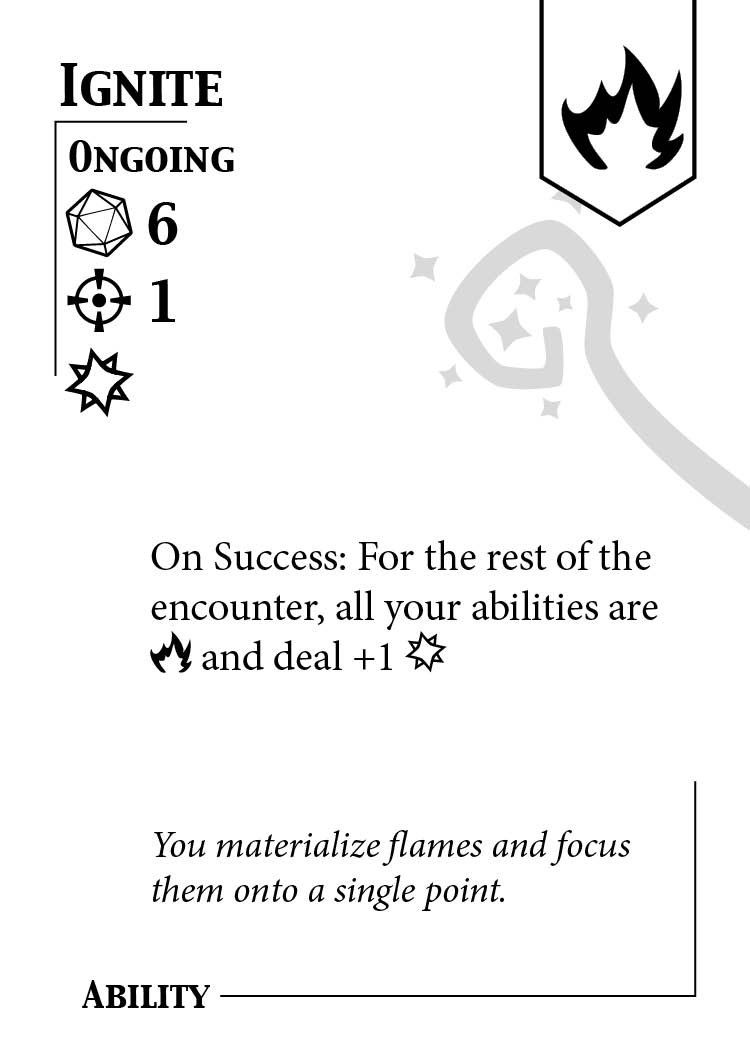 Ignite
Ongoing
6
1
On Success: For the rest of the
encounter, all your abilities are
and deal +1
You materialize flames and focus
them onto a single point.
Ability